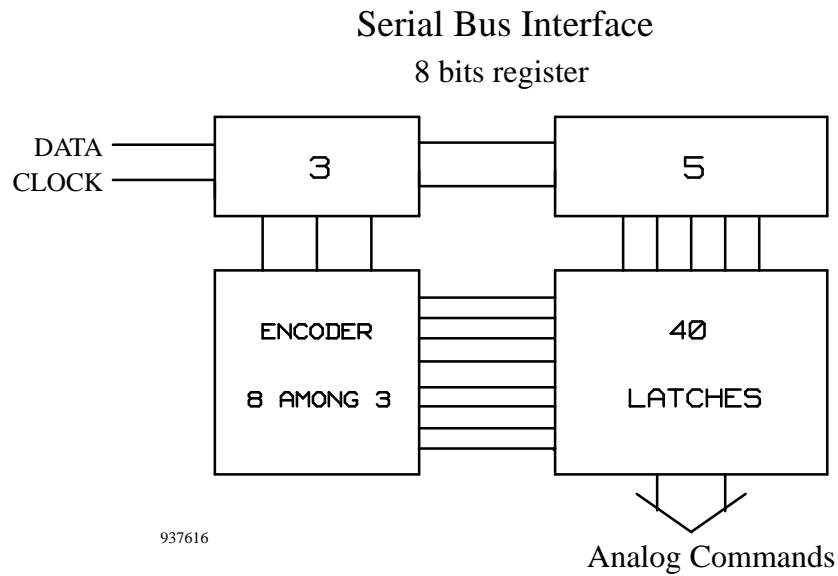 Serial Bus Interface
8 bits register
DATA
CLOCK
3
5
ENCODER
8 AMONG 3
40
LATCHES
937616
Analog Commands